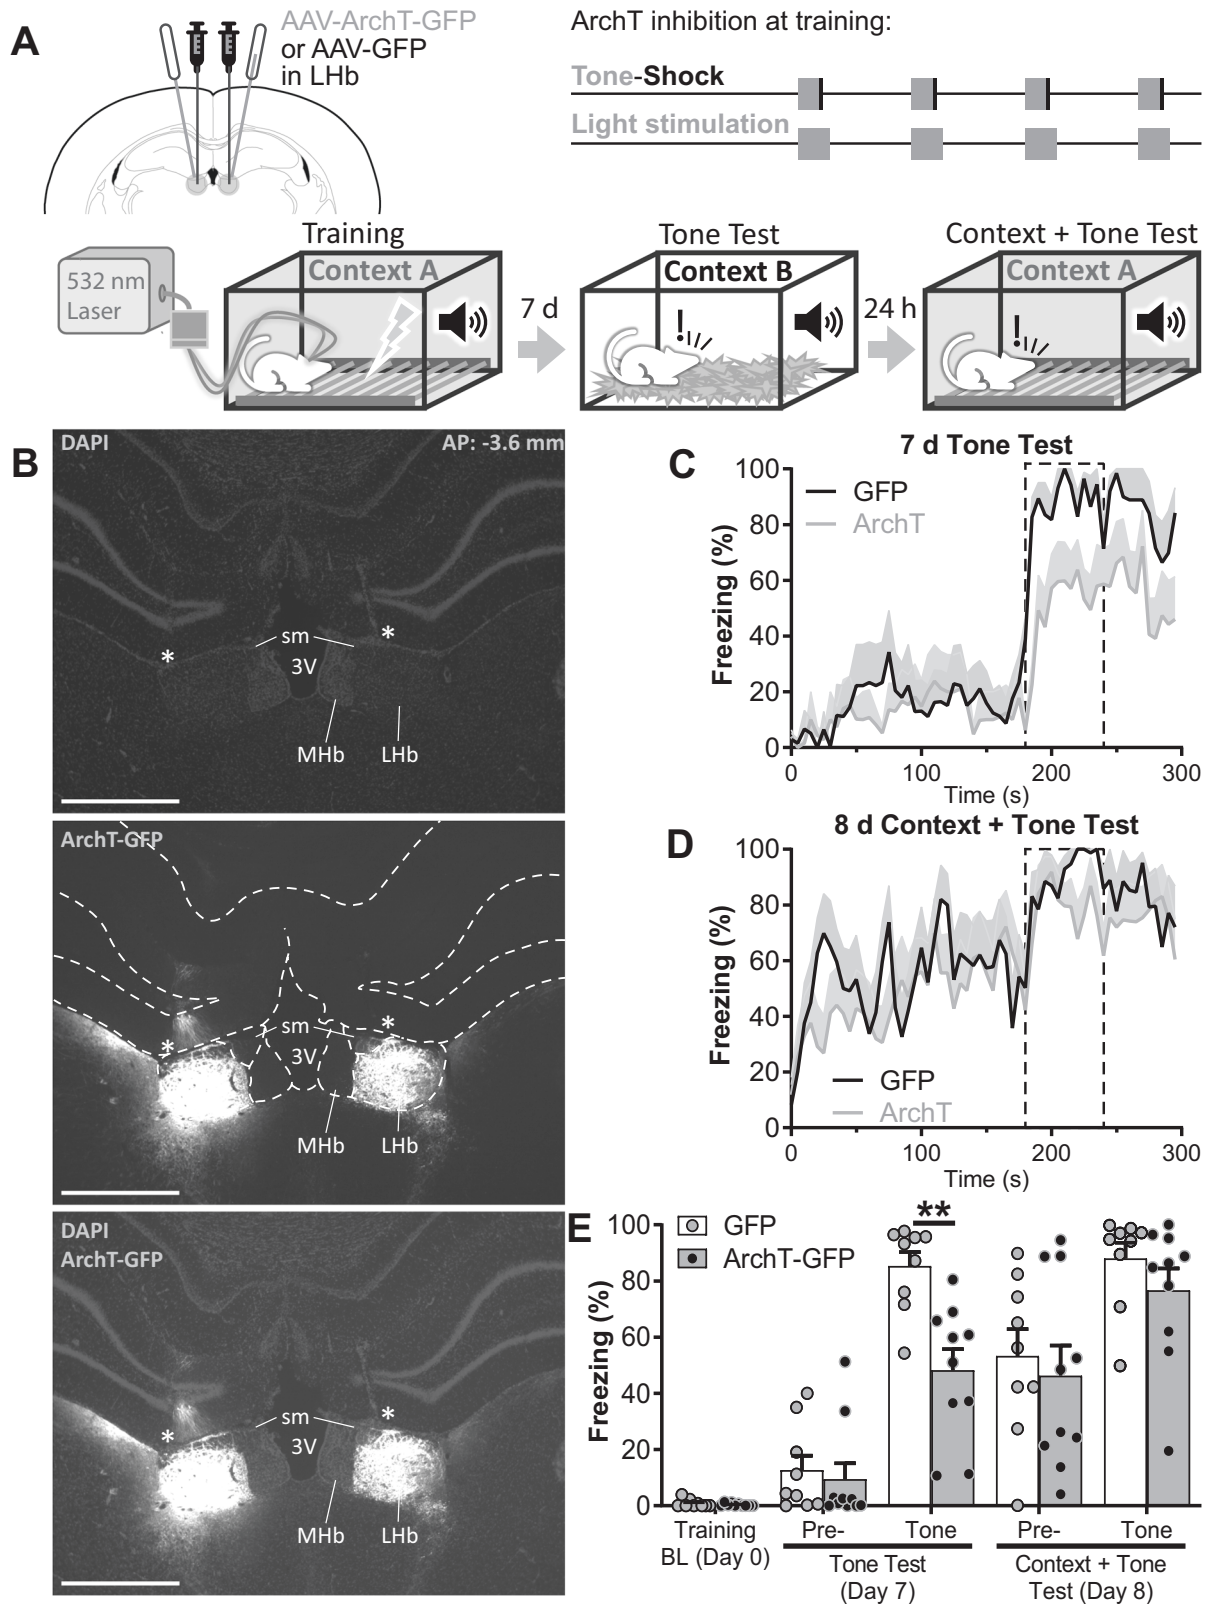 A
AAV-ArchT-GFP
or AAV-GFP
in LHb
ArchT inhibition at training:
Tone-Shock
Light stimulation
Training
Tone Test
Context + Tone Test
532 nm
Laser
Context A
7 d
Context B
24 h
Context A
B
DAPI
AP: -3.6 mm
*
*
sm
3V
MHb
LHb
ArchT-GFP
*
*
sm
3V
MHb
LHb
DAPI
ArchT-GFP
*
*
sm
3V
MHb
LHb
C
7 d Tone Test
Freezing (%)
100
80
60
40
20
0
GFP
ArchT
0
100
200
300
Time (s)
D
8 d Context + Tone Test
Freezing (%)
100
80
60
40
20
0
GFP
ArchT
0
100
200
300
Time (s)
E
Freezing (%)
100
80
60
40
20
0
GFP
ArchT-GFP
**
Training
BL (Day 0)
Pre-
Tone
Tone Test
(Day 7)
Pre-
Tone
Context + Tone
Test (Day 8)